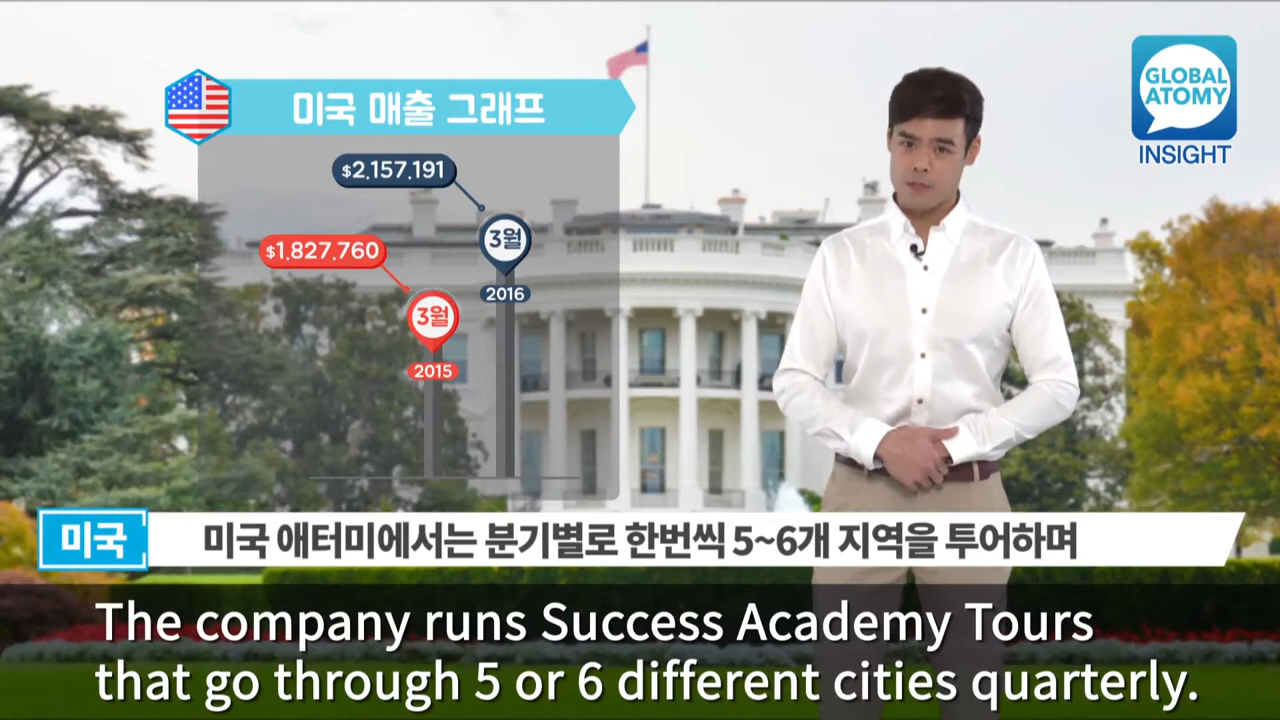 GLOBAL
ATOMY
INSIGHT
미국 매출 그래프
$2,157,191
3월
2016
$1,827,760
3월
2015
미국
미국 애터미에서는 분기별로 한번씩 5~6개 지역을 투어하며
The company runs Success Academy Tours
that go through 5 or 6 different cities quarterly.